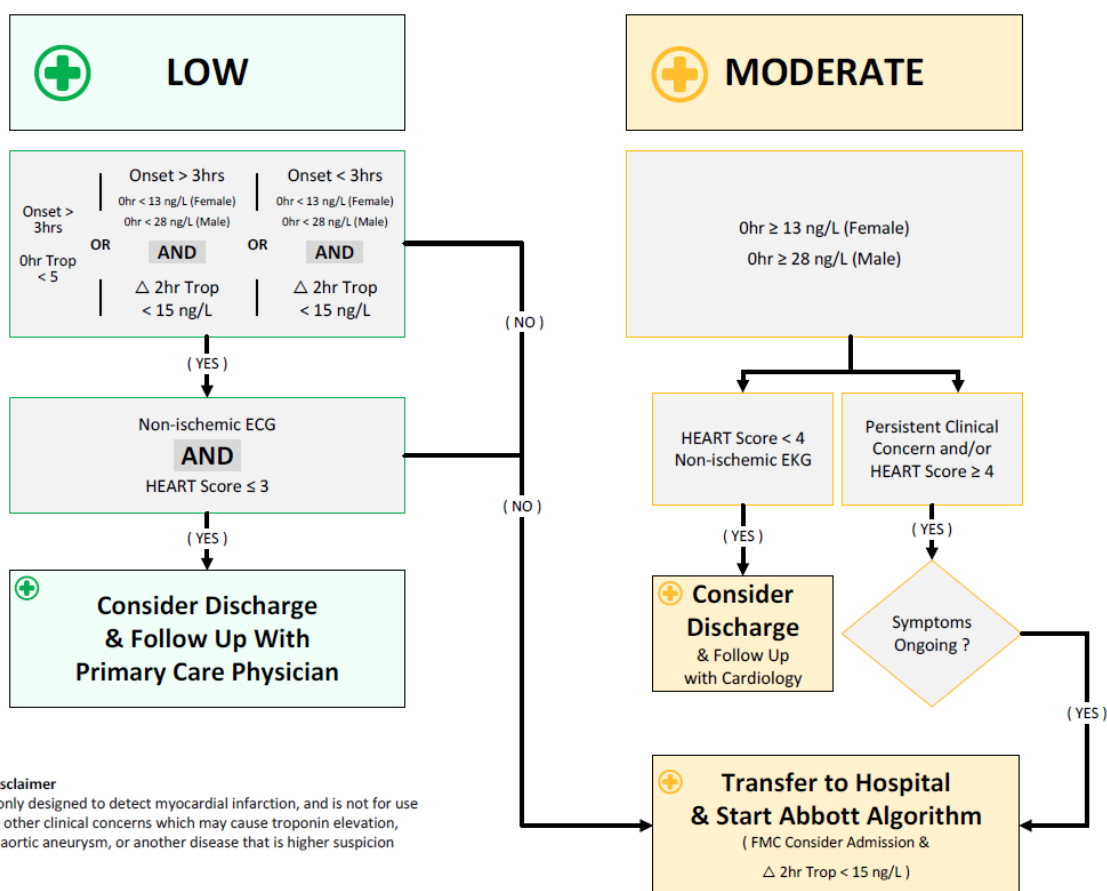 LOW
Onset >
3hrs
0hr Trop
< 5
OR
Onset > 3hrs
0hr < 13 ng/L (Female)
0hr < 28 ng/L (Male)
AND
△ 2hr Trop
< 15 ng/L
OR
Onset < 3hrs
0hr < 13 ng/L (Female)
0hr < 28 ng/L (Male)
AND
△ 2hr Trop
< 15 ng/L
( NO )
( YES )
Non-ischemic ECG
AND
HEART Score ≤ 3
( NO )
( YES )
Consider Discharge
& Follow Up With
Primary Care Physician
MODERATE
0hr ≥ 13 ng/L (Female)
0hr ≥ 28 ng/L (Male)
HEART Score < 4
Non-ischemic EKG
Persistent Clinical
Concern and/or
HEART Score ≥ 4
( YES )
( YES )
Consider
Discharge
& Follow Up
with Cardiology
Symptoms
Ongoing ?
( YES )
Transfer to Hospital
& Start Abbott Algorithm
( FMC Consider Admission &
△ 2hr Trop < 15 ng/L )
sclaimer
only designed to detect myocardial infarction, and is not for use
other clinical concerns which may cause troponin elevation,
aortic aneurysm, or another disease that is higher suspicion